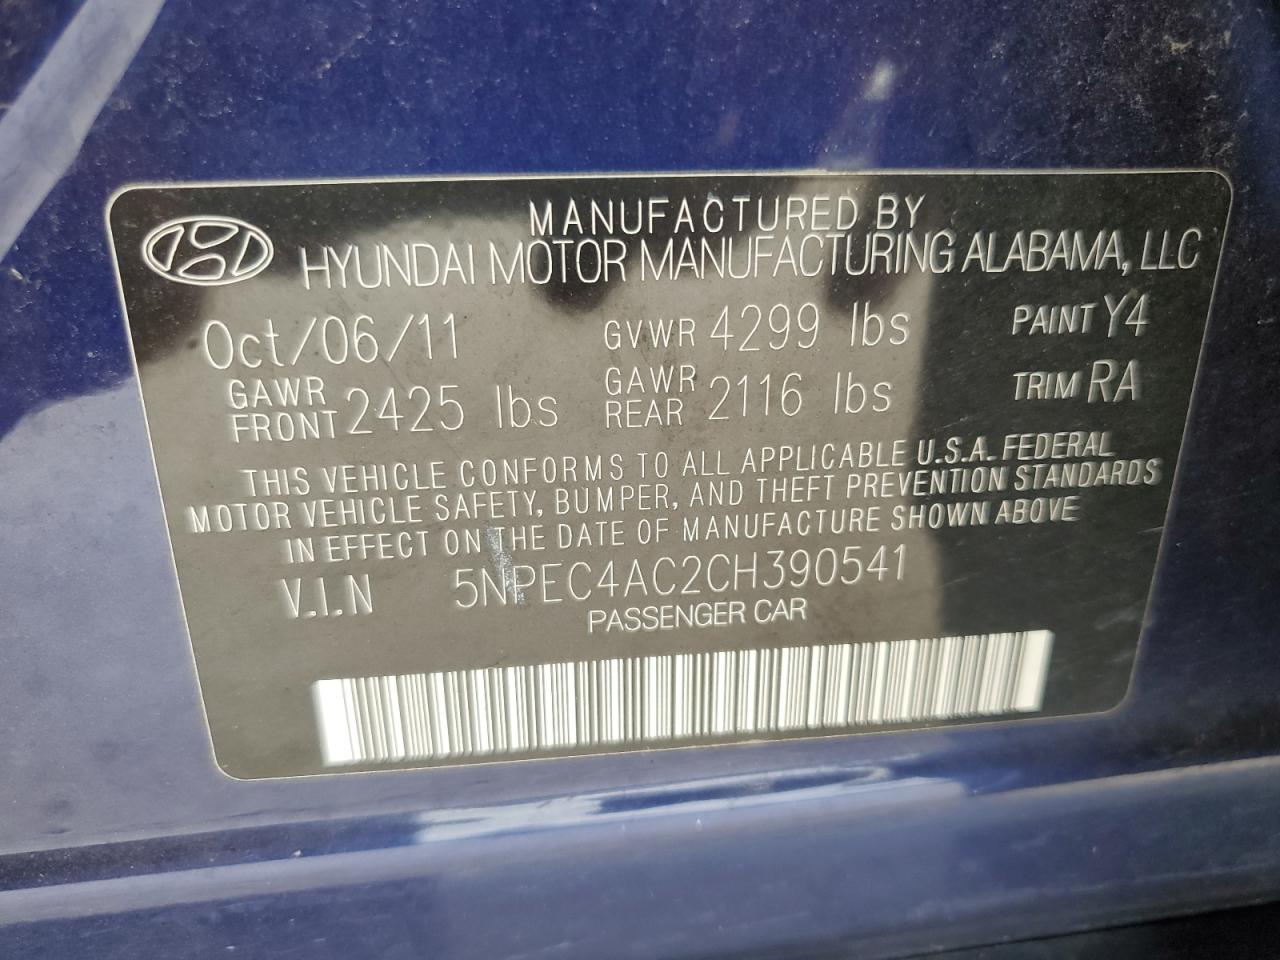 MANUFACTURED BY
HYUNDAI MOTOR MANUFACTURING ALABAMA, LLC
Oct/06/11 GVWR 4299 lbs PAINT Y4
GAWR FRONT 2425 lbs GAWR REAR 2116 lbs TRIM RA
THIS VEHICLE CONFORMS TO ALL APPLICABLE U.S.A. FEDERAL
MOTOR VEHICLE SAFETY, BUMPER, AND THEFT PREVENTION STANDARDS
IN EFFECT ON THE DATE OF MANUFACTURE SHOWN ABOVE
V.I.N 5NPEC4AC2CH390541
PASSENGER CAR